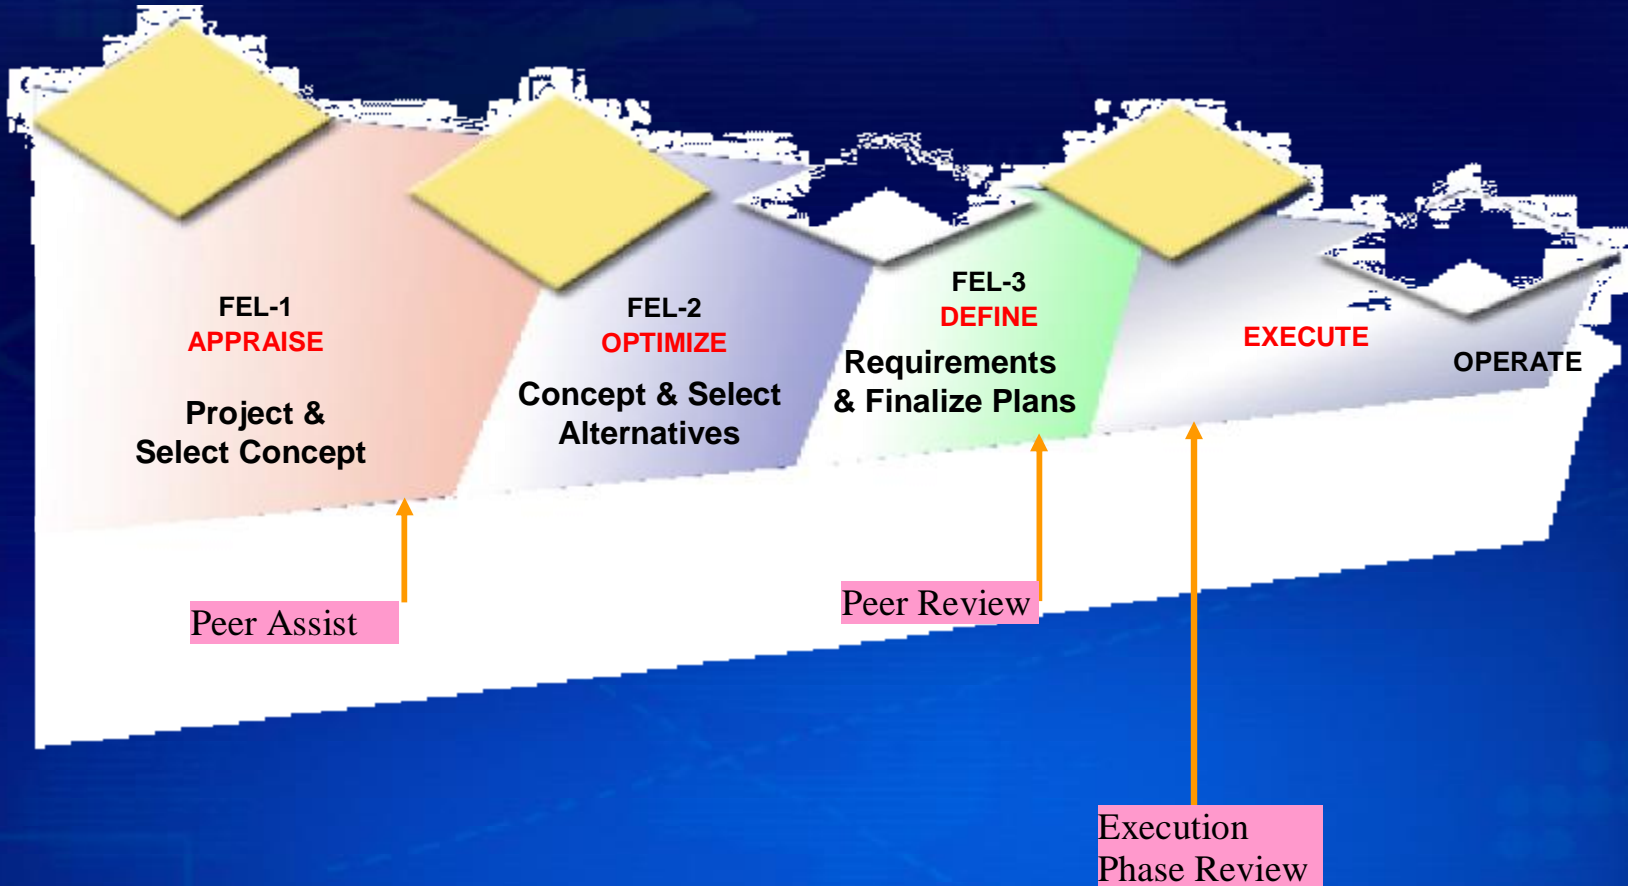 FEL-1
APPRAISE
Project &
Select Concept
FEL-2
OPTIMIZE
Concept & Select
Alternatives
FEL-3
DEFINE
Requirements
& Finalize Plans
EXECUTE
OPERATE
Peer Assist
Peer Review
Execution
Phase Review